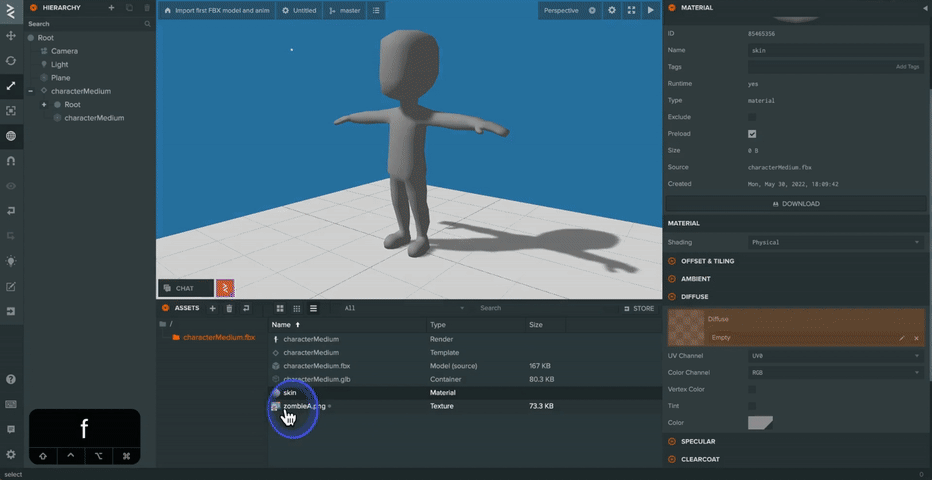 HIERARCHY
Search
Root
Camera
Light
Plane
characterMedium
Root
characterMedium
Import first FBX model and anim
Untitled
master
Perspective
CHAT
ASSETS
All
Search
STORE
/
characterMedium.fbx
Name
Type
Size
characterMedium
Render
characterMedium
Template
characterMedium.fbx
Model (source)
167 KB
characterMedium.glb
Container
80.3 KB
skin
Material
zombieA.png
Texture
73.3 KB
f
select
0
MATERIAL
ID
85465356
Name
skin
Tags
Add Tags
Runtime
yes
Type
material
Exclude
Preload
Size
0 B
Source
characterMedium.fbx
Created
Mon, May 30, 2022, 18:09:42
DOWNLOAD
MATERIAL
Shading
Physical
OFFSET & TILING
AMBIENT
DIFFUSE
Diffuse
Empty
UV Channel
UV0
Color Channel
RGB
Vertex Color
Tint
Color
SPECULAR
CLEARCOAT